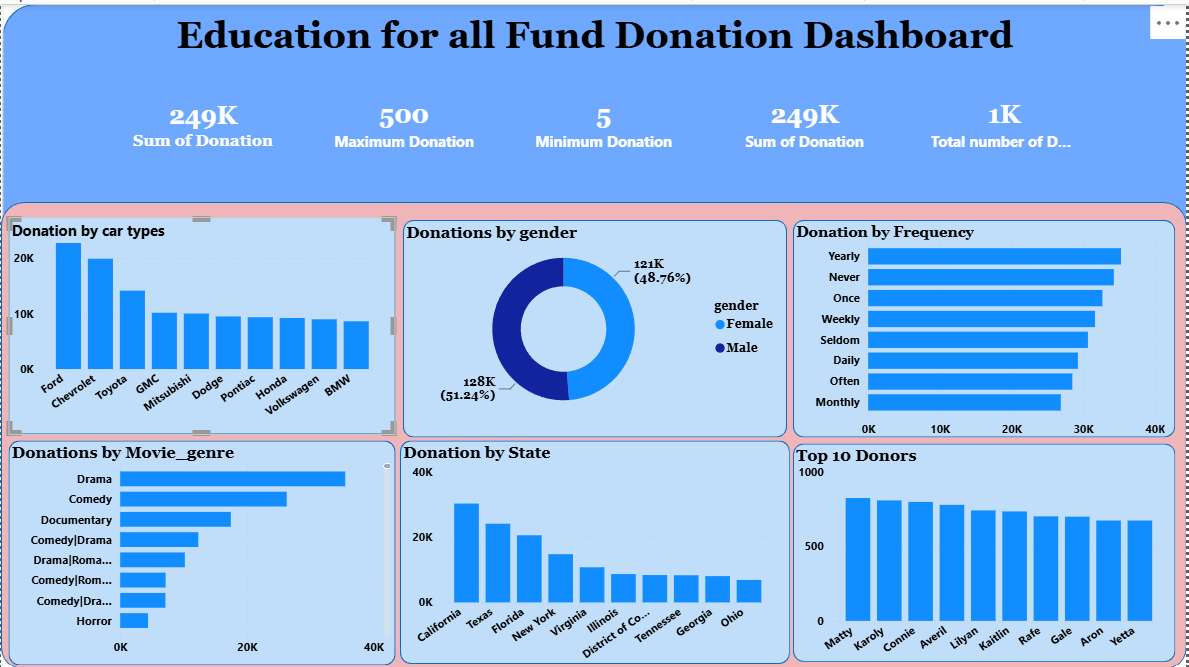 Education for all Fund Donation Dashboard
249K
Sum of Donation
500
Maximum Donation
5
Minimum Donation
249K
Sum of Donation
1K
Total number of D...
Donation by car types
20K
10K
0K
Ford
Chevrolet
Toyota
GMC
Mitsubishi
Dodge
Pontiac
Honda
Volkswagen
BMW
Donations by gender
121K
(48.76%)
128K
(51.24%)
gender
Female
Male
Donation by Frequency
Yearly
Never
Once
Weekly
Seldom
Daily
Often
Monthly
0K 10K 20K 30K 40K
Donations by Movie_genre
Drama
Comedy
Documentary
Comedy|Drama
Drama|Roma...
Comedy|Rom...
Comedy|Dra...
Horror
0K 20K 40K
Donation by State
40K
20K
0K
California
Texas
Florida
New York
Virginia
Illinois
District of Co...
Tennessee
Georgia
Ohio
Top 10 Donors
1000
500
0
Matty
Karoly
Connie
Averil
Lilyan
Kaitlin
Rafe
Gale
Aron
Yetta